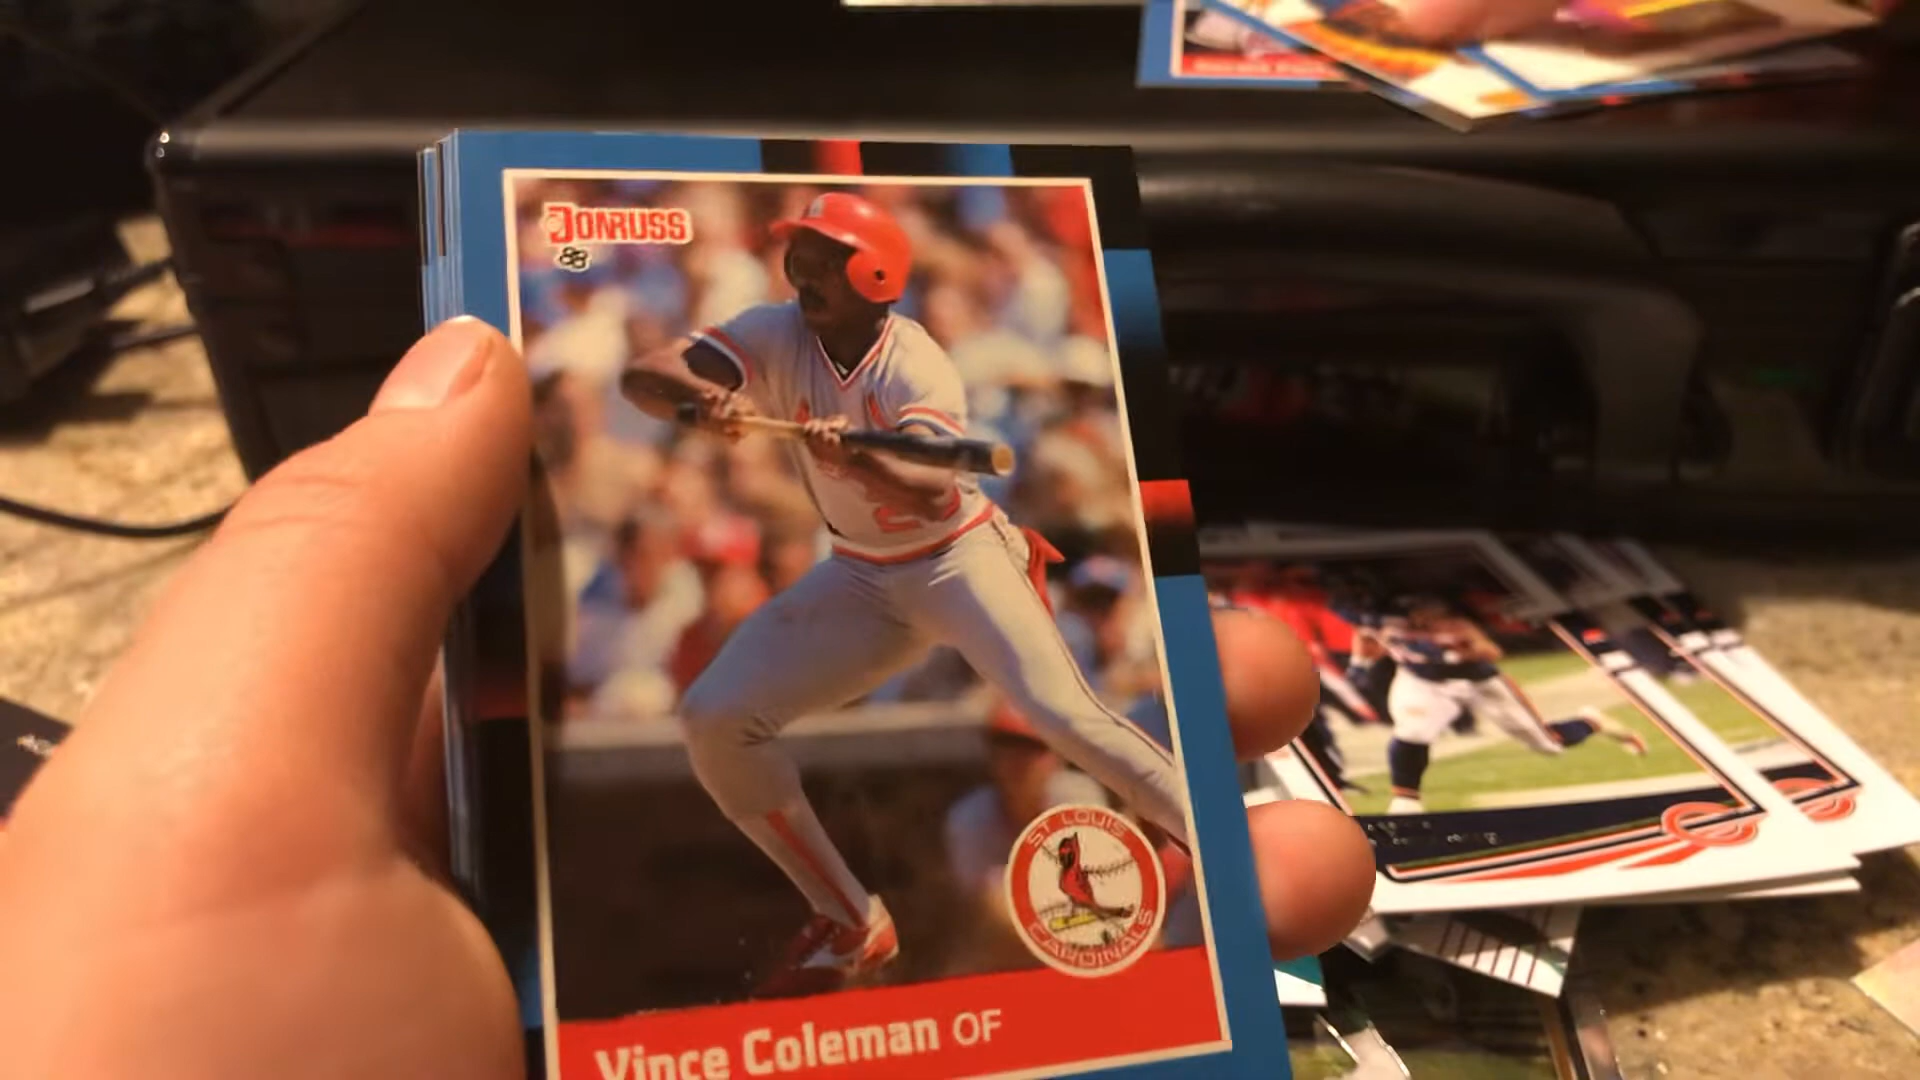 DONRUSS
88
ST LOUIS
CARDINALS
Vince Coleman OF